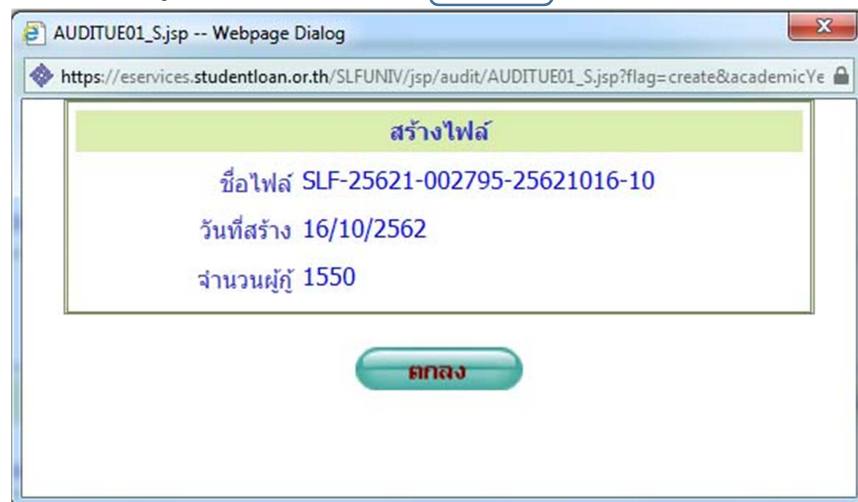 AUDITUE01_S.jsp -- Webpage Dialog
https://eservices.studentloan.or.th/SLFUNIV/jsp/audit/AUDITUE01_S.jsp?flag=create&academicYe
สร้างไฟล์
ชื่อไฟล์ SLF-25621-002795-25621016-10
วันที่สร้าง 16/10/2562
จำนวนผู้กู้ 1550
ตกลง